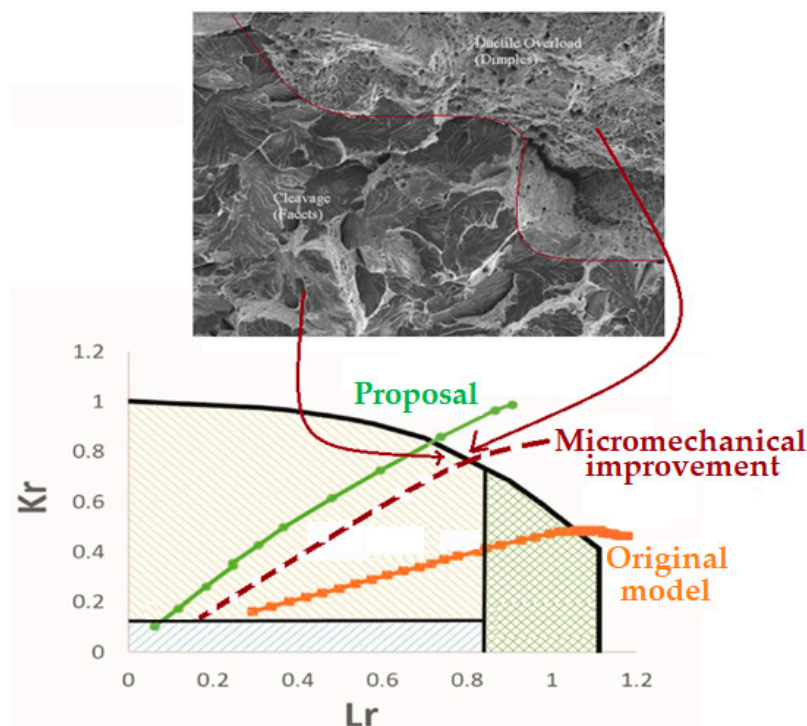 Ductile Overload
(Dimples)
Cleavage
(Facets)
1.2
1
0.8
0.6
0.4
0.2
0
Kr
Proposal
Micromechanical
improvement
Original
model
0
0.2
0.4
0.6
0.8
1
1.2
Lr